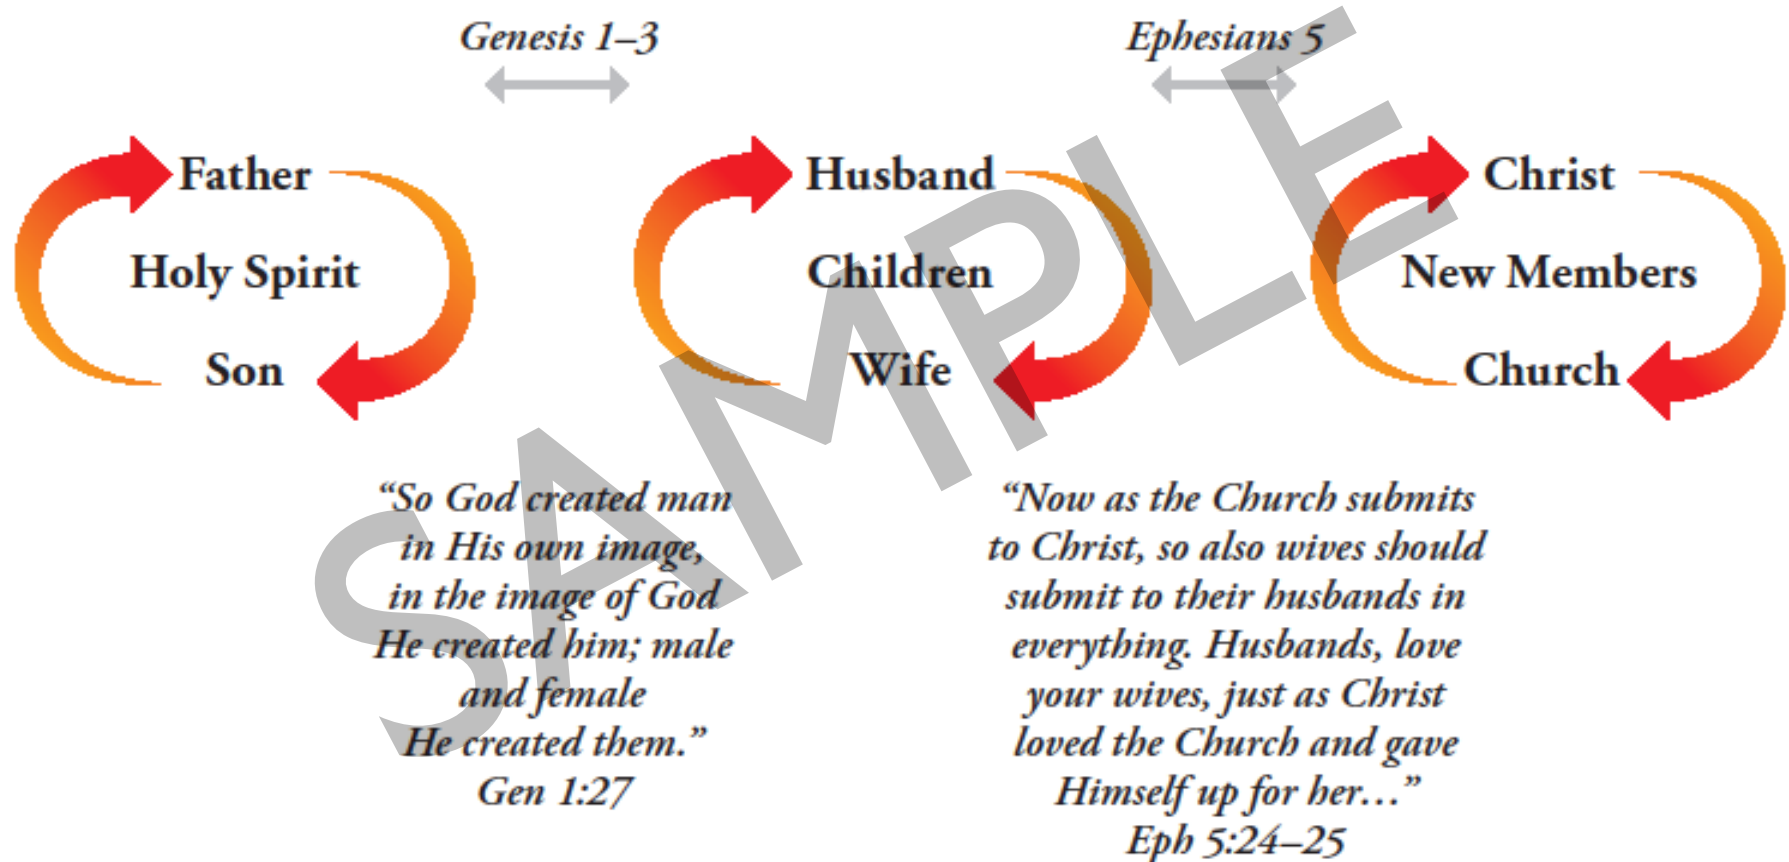 Genesis 1–3
Ephesians 5
Father
Holy Spirit
Son
Husband
Children
Wife
Christ
New Members
Church
“So God created man
in His own image,
in the image of God
He created him; male
and female
He created them.”
Gen 1:27
“Now as the Church submits
to Christ, so also wives should
submit to their husbands in
everything. Husbands, love
your wives, just as Christ
loved the Church and gave
Himself up for her…”
Eph 5:24–25
SAMPLE